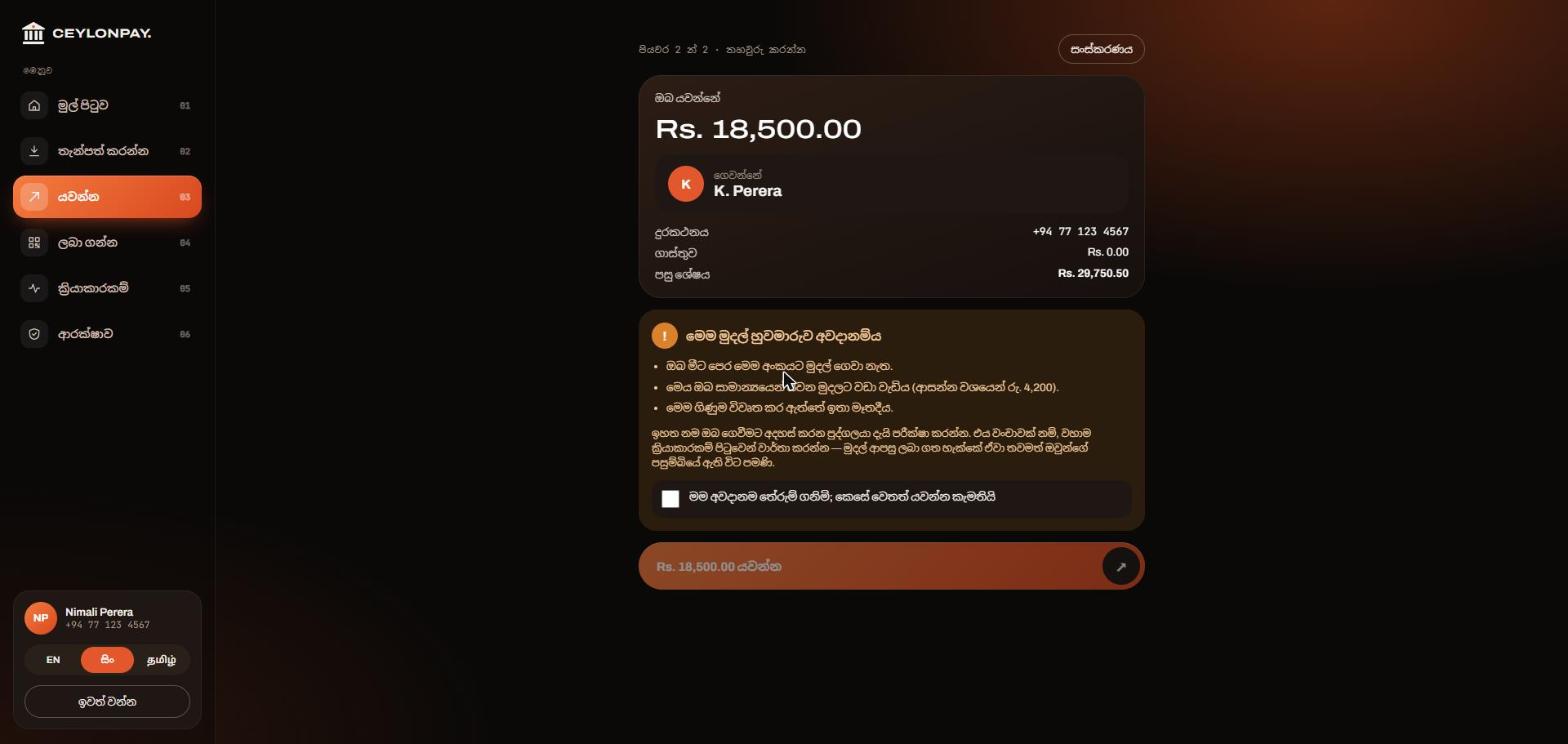 CEYLONPAY.
මෙනුව
මුල් පිටුව 01
තැන්පත් කරන්න 02
යවන්න 03
ලබා ගන්න 04
ක්‍රියාකාරකම් 05
ආරක්ෂාව 06
NP Nimali Perera
+94 77 123 4567
EN සිං தமிழ்
ඉවත් වන්න
පියවර 2 න් 2 · තහවුරු කරන්න සංස්කරණය
ඔබ යවන්නේ
Rs. 18,500.00
K ගෙවන්නේ
K. Perera
දුරකථනය +94 77 123 4567
ගාස්තුව Rs. 0.00
පසු ශේෂය Rs. 29,750.50
! මෙම මුදල් හුවමාරුව අවදානම්ය
• ඔබ මීට පෙර මෙම අංකයට මුදල් ගෙවා නැත.
• මෙය ඔබ සාමාන්‍යයෙන් යවන මුදලට වඩා වැඩිය (ආසන්න වශයෙන් රු. 4,200).
• මෙම ගිණුම විවෘත කර ඇත්තේ ඉතා මෑතදීය.
ඉහත නම ඔබ ගෙවීමට අදහස් කරන පුද්ගලයා දැයි පරීක්ෂා කරන්න. එය වංචාවක් නම්, වහාම
ක්‍රියාකාරකම් පිටුවෙන් වාර්තා කරන්න — මුදල් ආපසු ලබා ගත හැක්කේ ඒවා තවමත් ඔවුන්ගේ
පසුම්බියේ ඇති විට පමණි.
මම අවදානම තේරුම් ගනිමි; කෙසේ වෙතත් යවන්න කැමතියි
Rs. 18,500.00 යවන්න